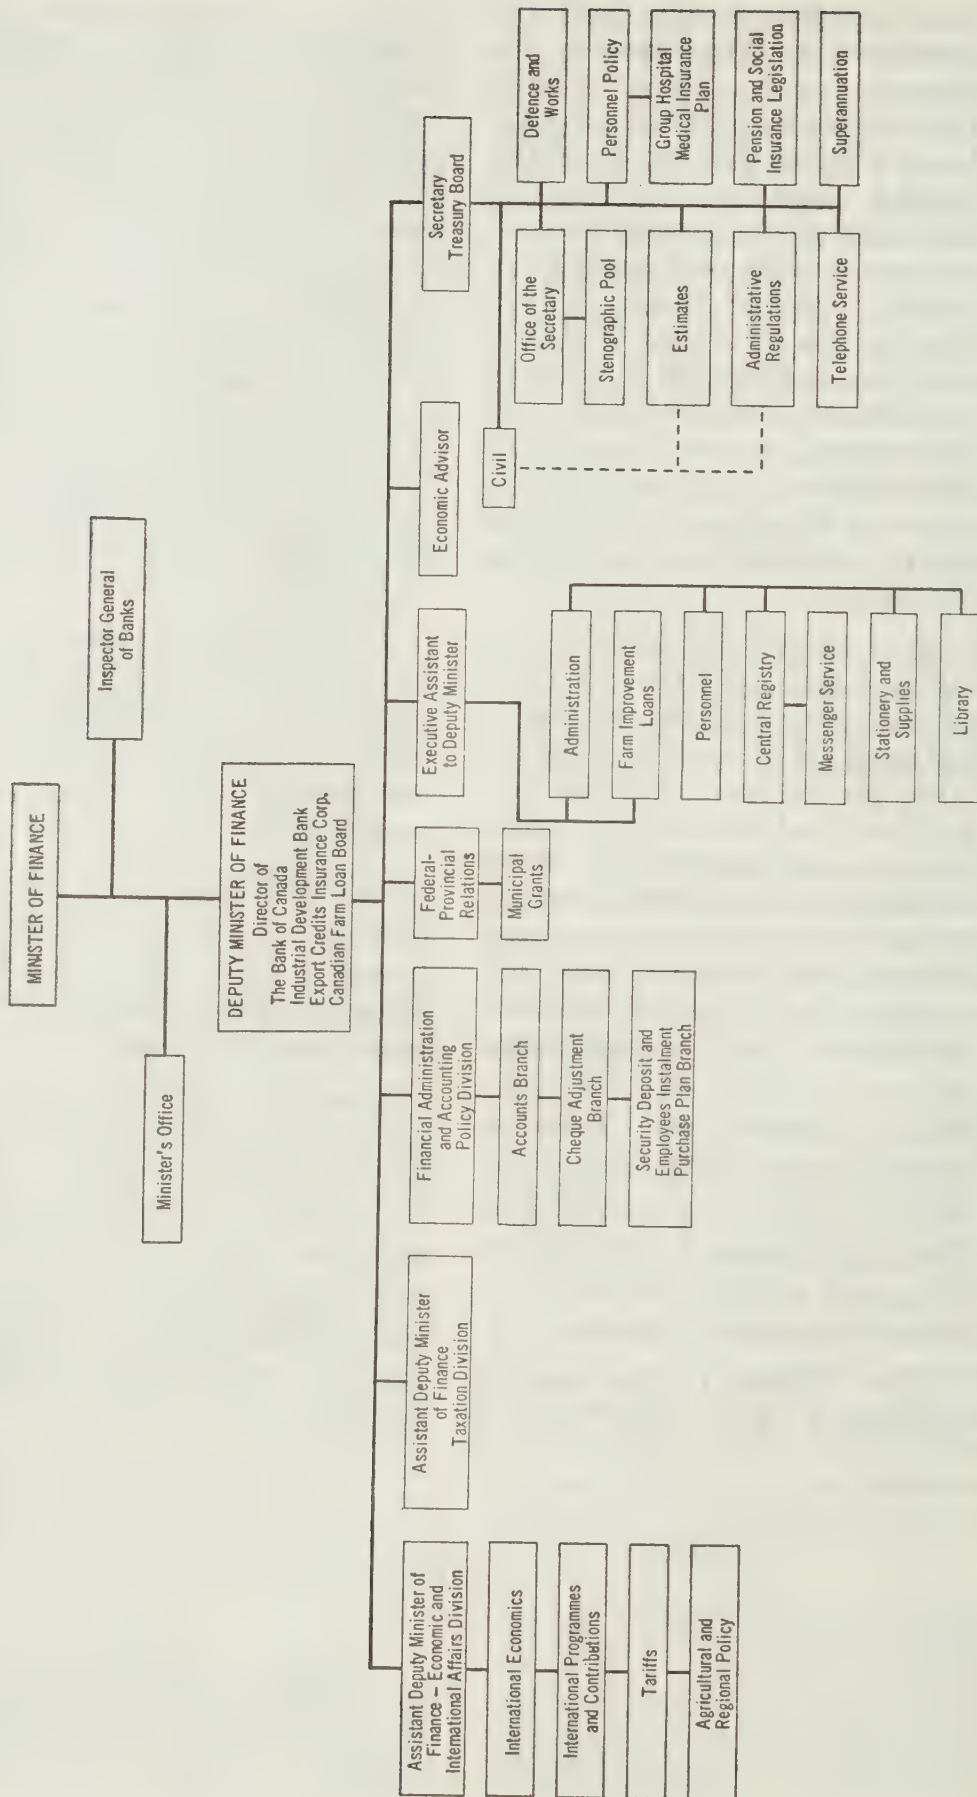 MINISTER OF FINANCE
Inspector General
of Banks
Minister's Office
DEPUTY MINISTER OF FINANCE
Director of
The Bank of Canada
Industrial Development Bank
Export Credits Insurance Corp.
Canadian Farm Loan Board
Assistant Deputy Minister of
Finance – Economic and
International Affairs Division
International Economics
International Programmes
and Contributions
Tariffs
Agricultural and
Regional Policy
Assistant Deputy Minister
of Finance
Taxation Division
Financial Administration
and Accounting
Policy Division
Accounts Branch
Cheque Adjustment
Branch
Security Deposit and
Employees Instalment
Purchase Plan Branch
Federal-
Provincial
Relations
Municipal
Grants
Executive Assistant
to Deputy Minister
Administration
Farm Improvement
Loans
Personnel
Central Registry
Messenger Service
Stationery and
Supplies
Library
Economic Advisor
Secretary
Treasury Board
Civil
Office of the
Secretary
Stenographic Pool
Estimates
Administrative
Regulations
Telephone Service
Defence and
Works
Personnel Policy
Group Hospital
Medical Insurance
Plan
Pension and Social
Insurance Legislation
Superannuation